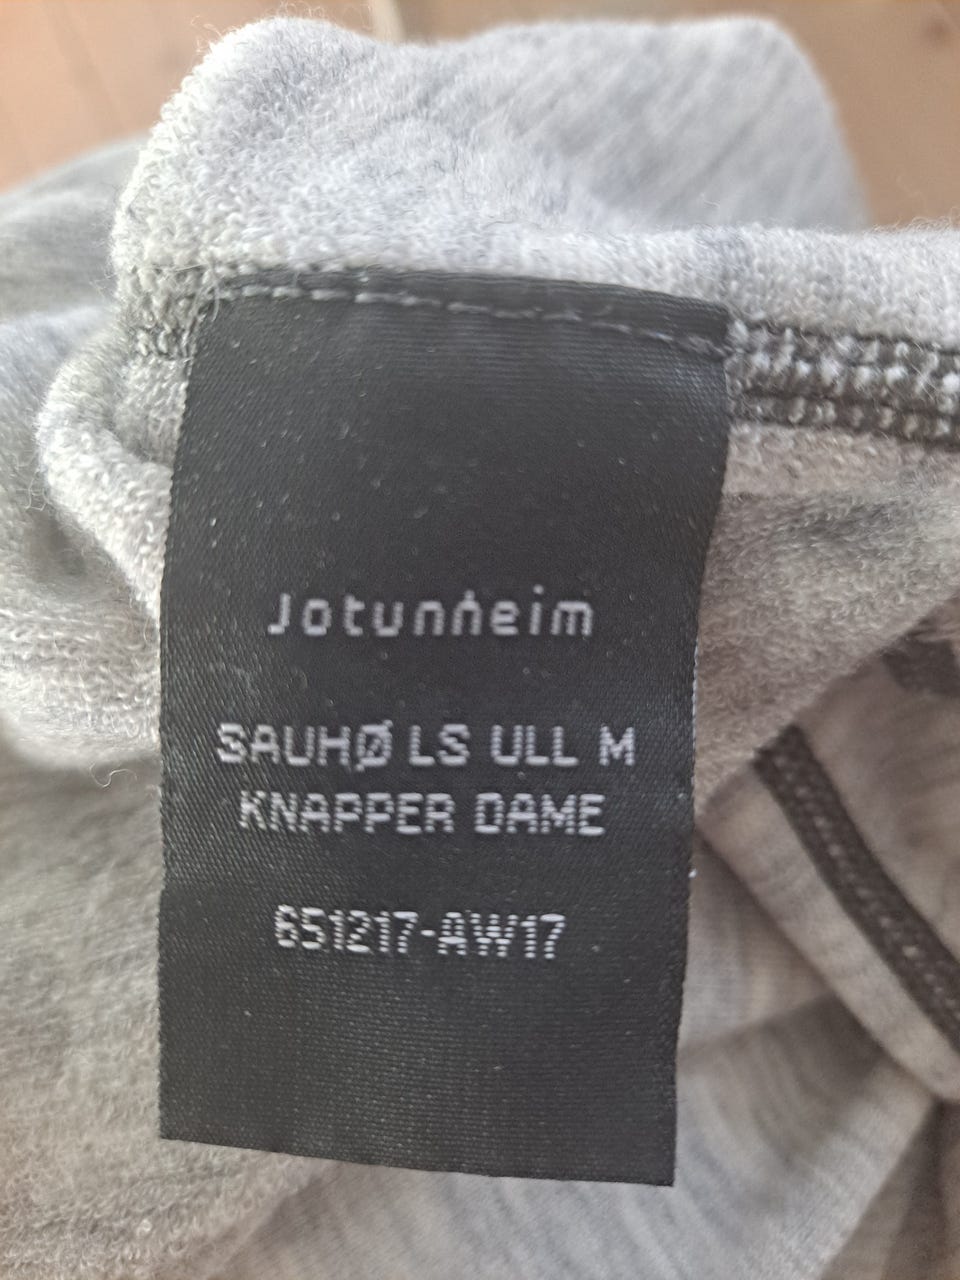 Jotunheim
SAUHØ LS ULL M
KNAPPER DAME
651217-AW17